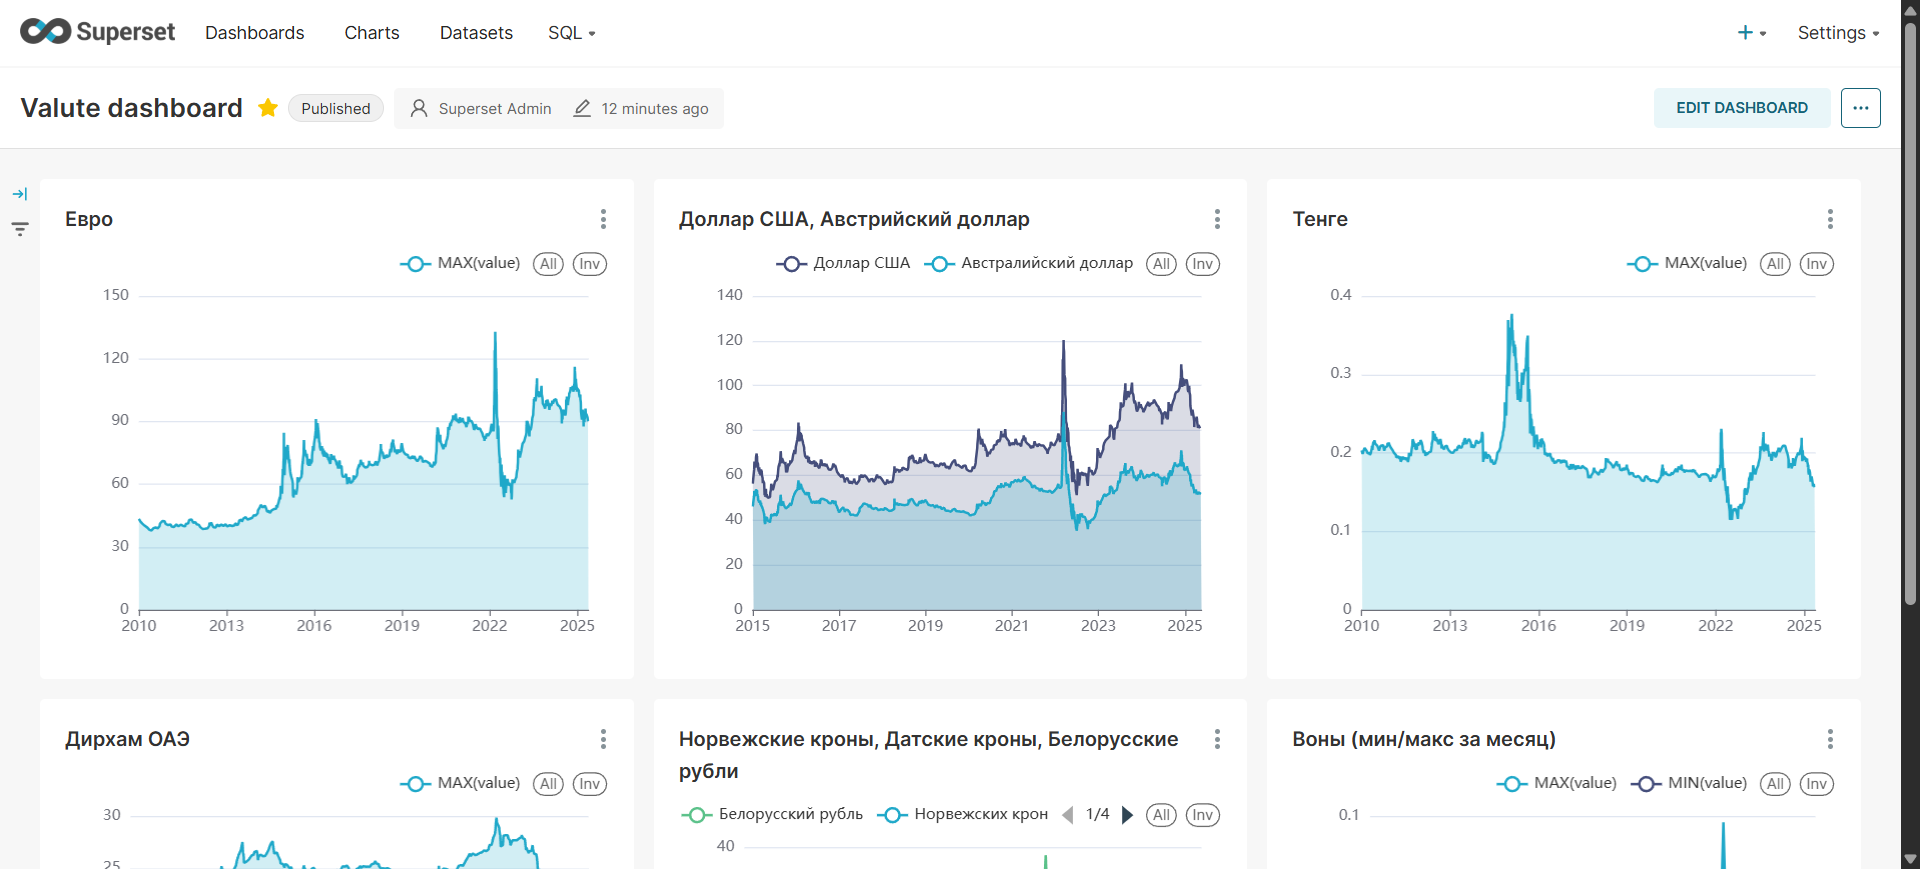 Superset Dashboards Charts Datasets SQL + Settings
Valute dashboard Published Superset Admin 12 minutes ago EDIT DASHBOARD ...
Евро
MAX(value) All Inv
150
120
90
60
30
0
2010 2013 2016 2019 2022 2025
Доллар США, Австрийский доллар
Доллар США Австралийский доллар All Inv
140
120
100
80
60
40
20
0
2015 2017 2019 2021 2023 2025
Тенге
MAX(value) All Inv
0.4
0.3
0.2
0.1
0
2010 2013 2016 2019 2022 2025
Дирхам ОАЭ
MAX(value) All Inv
30
25
Норвежские кроны, Датские кроны, Белорусские
рубли
Белорусский рубль Норвежских крон 1/4 All Inv
40
Воны (мин/макс за месяц)
MAX(value) MIN(value) All Inv
0.1